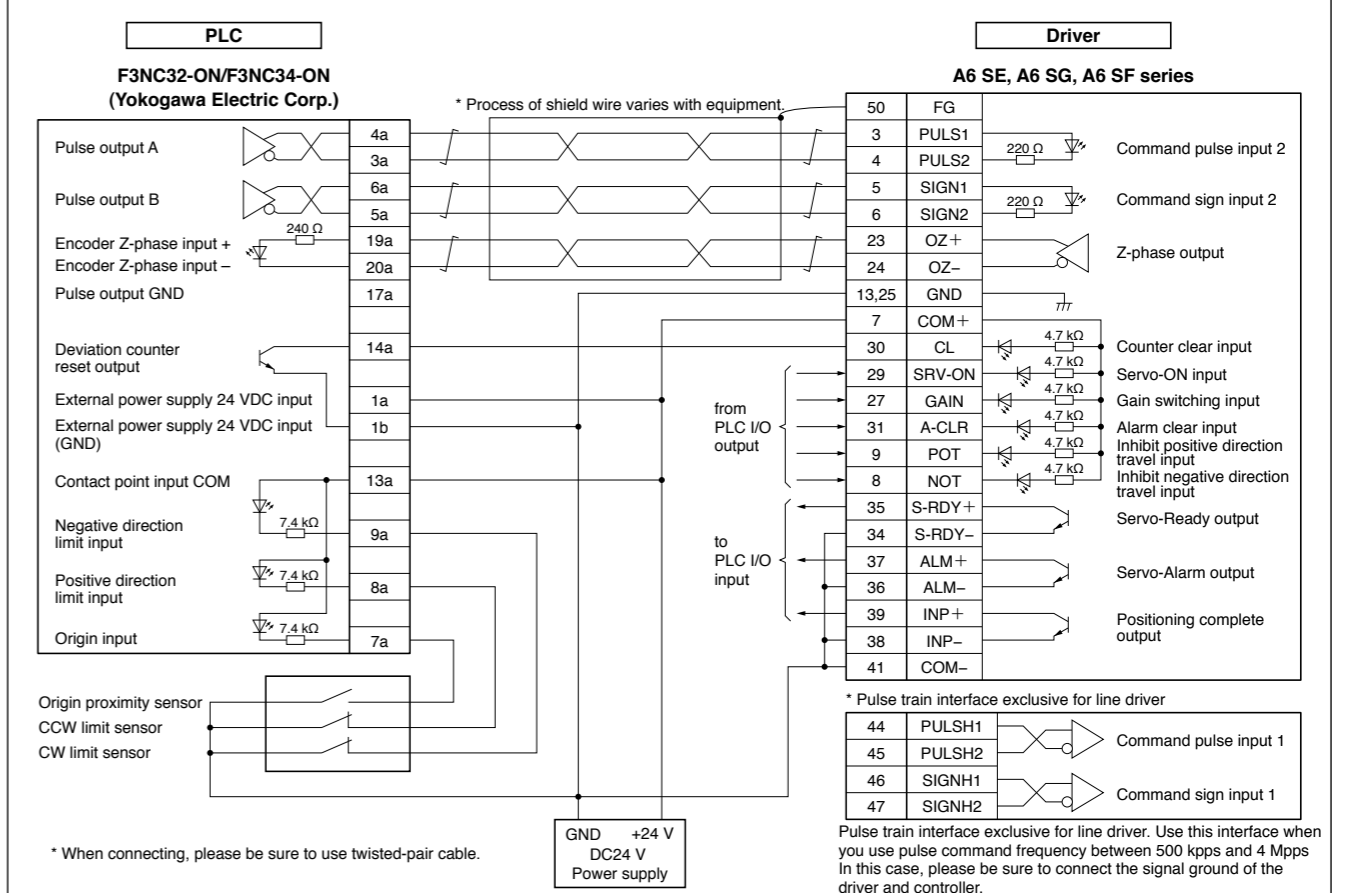 PLC
Driver
F3NC32-ON/F3NC34-ON
(Yokogawa Electric Corp.)
A6 SE, A6 SG, A6 SF series
* Process of shield wire varies with equipment.
Pulse output A
4a
3a
Pulse output B
6a
5a
240 Ω
Encoder Z-phase input +
19a
Encoder Z-phase input –
20a
Pulse output GND
17a
Deviation counter
reset output
14a
External power supply 24 VDC input
1a
External power supply 24 VDC input
(GND)
1b
Contact point input COM
13a
Negative direction
limit input
7.4 kΩ
9a
Positive direction
limit input
7.4 kΩ
8a
Origin input
7.4 kΩ
7a
Origin proximity sensor
CCW limit sensor
CW limit sensor
from
PLC I/O
output
to
PLC I/O
input
50 FG
3 PULS1
4 PULS2
220 Ω
Command pulse input 2
5 SIGN1
6 SIGN2
220 Ω
Command sign input 2
23 OZ+
24 OZ–
Z-phase output
13,25 GND
7 COM+
30 CL 4.7 kΩ Counter clear input
29 SRV-ON 4.7 kΩ Servo-ON input
27 GAIN 4.7 kΩ Gain switching input
31 A-CLR 4.7 kΩ Alarm clear input
9 POT 4.7 kΩ Inhibit positive direction
travel input
8 NOT 4.7 kΩ Inhibit negative direction
travel input
35 S-RDY+
34 S-RDY–
Servo-Ready output
37 ALM+
36 ALM–
Servo-Alarm output
39 INP+
38 INP–
Positioning complete
output
41 COM–
* Pulse train interface exclusive for line driver
44 PULSH1
45 PULSH2
Command pulse input 1
46 SIGNH1
47 SIGNH2
Command sign input 1
Pulse train interface exclusive for line driver. Use this interface when
you use pulse command frequency between 500 kpps and 4 Mpps
In this case, please be sure to connect the signal ground of the
driver and controller.
GND +24 V
DC24 V
Power supply
* When connecting, please be sure to use twisted-pair cable.